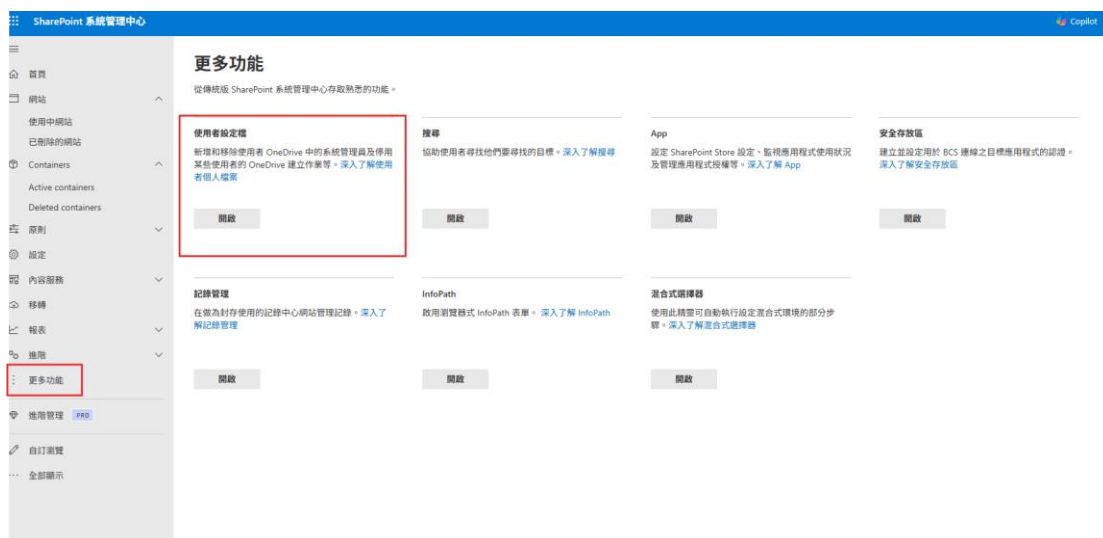 SharePoint 系統管理中心
Copilot
首頁
網站
使用中網站
已刪除的網站
Containers
Active containers
Deleted containers
原則
設定
內容服務
移轉
報表
進階
更多功能
進階管理 PRO
自訂瀏覽
全部顯示
更多功能
從傳統版 SharePoint 系統管理中心存取熟悉的功能。
使用者設定檔
新增和移除使用者 OneDrive 中的系統管理員及停用
某些使用者的 OneDrive 建立作業等。深入了解使用
者個人檔案
開啟
搜尋
協助使用者尋找他們要尋找的目標。深入了解搜尋
開啟
App
設定 SharePoint Store 設定、監視應用程式使用狀況
及管理應用程式授權等。深入了解 App
開啟
安全存放區
建立並設定用於 BCS 連線之目標應用程式的認證。
深入了解安全存放區
開啟
記錄管理
在做為封存使用的記錄中心網站管理記錄。深入了
解記錄管理
開啟
InfoPath
啟用瀏覽器式 InfoPath 表單。 深入了解 InfoPath
開啟
混合式選擇器
使用此精靈可自動執行設定混合式環境的部分步
驟。深入了解混合式選擇器
開啟